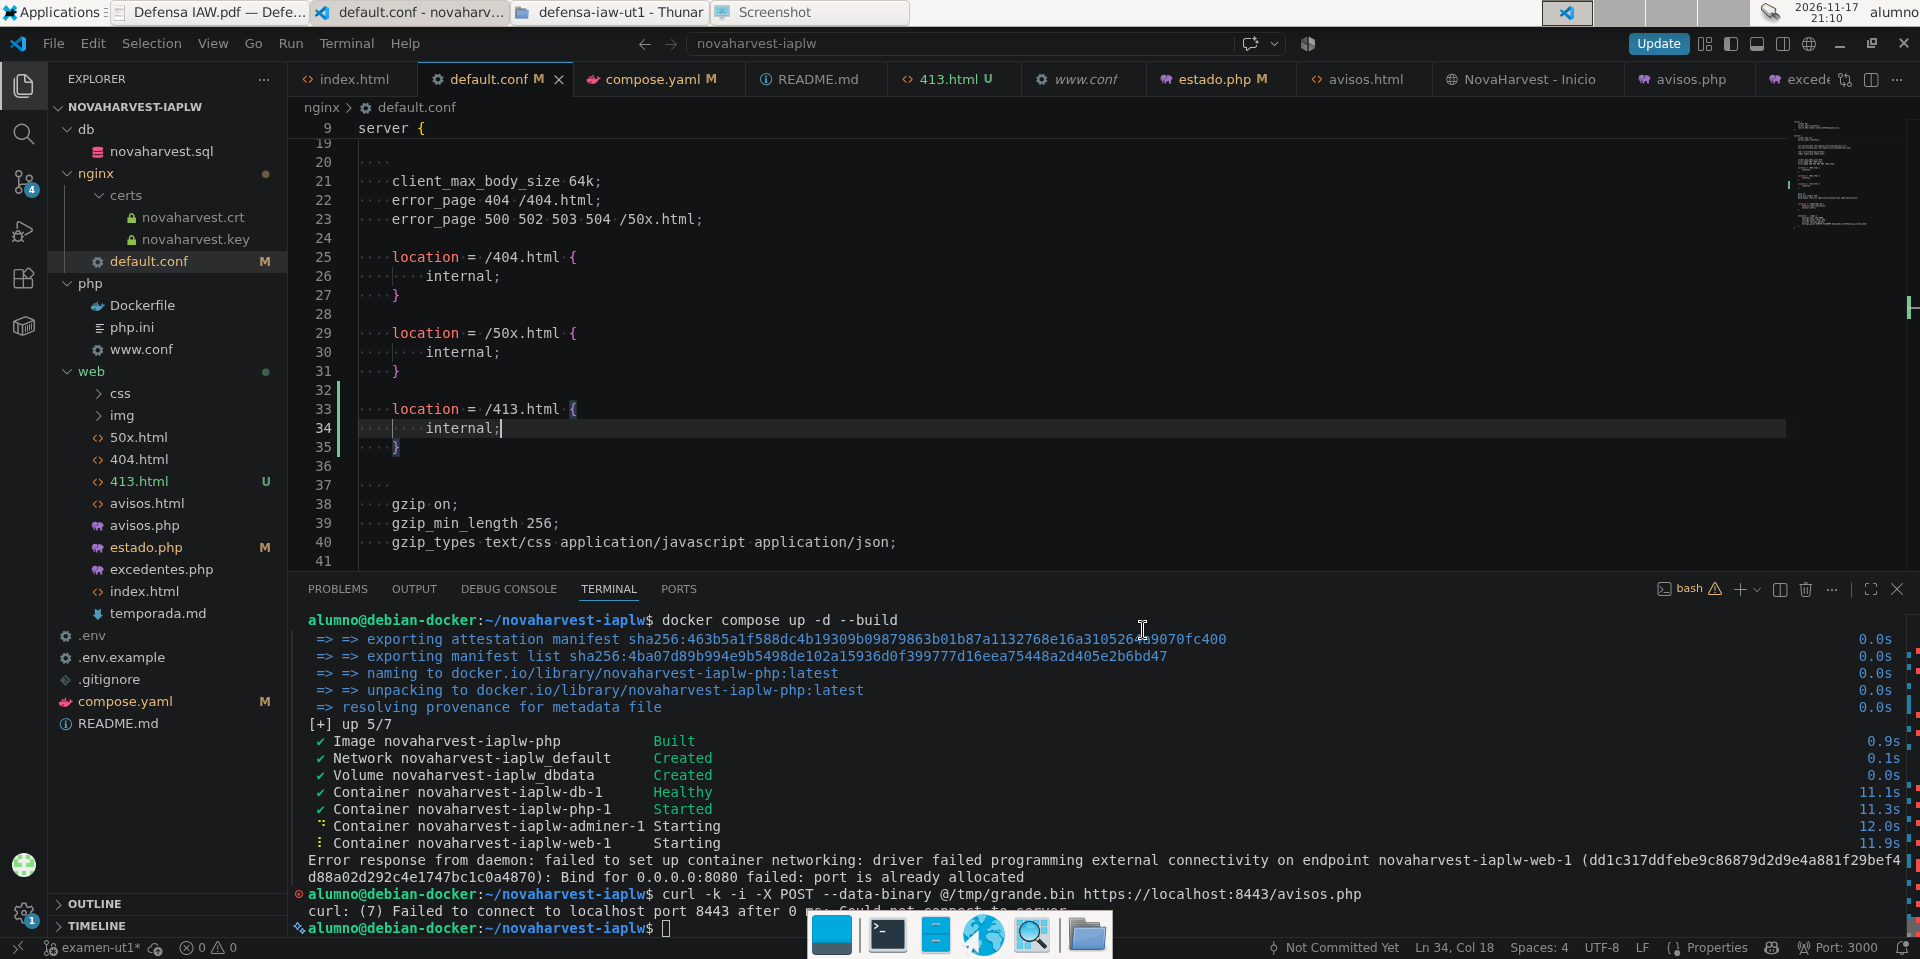 Applications
Defensa IAW.pdf — Defe...
default.conf - novaharv...
defensa-iaw-ut1 - Thunar
Screenshot
2026-11-17
21:10
alumno
File Edit Selection View Go Run Terminal Help
novaharvest-iaplw
Update
EXPLORER
index.html
default.conf M
compose.yaml M
README.md
413.html U
www.conf
estado.php M
avisos.html
NovaHarvest - Inicio
avisos.php
excede
NOVAHARVEST-IAPLW
db
novaharvest.sql
nginx
certs
novaharvest.crt
novaharvest.key
default.conf M
php
Dockerfile
php.ini
www.conf
web
css
img
50x.html
404.html
413.html U
avisos.html
avisos.php
estado.php M
excedentes.php
index.html
temporada.md
.env
.env.example
.gitignore
compose.yaml M
README.md
OUTLINE
TIMELINE
4
1
nginx > default.conf
9 server {
19
20
21 client_max_body_size 64k;
22 error_page 404 /404.html;
23 error_page 500 502 503 504 /50x.html;
24
25 location = /404.html {
26 internal;
27 }
28
29 location = /50x.html {
30 internal;
31 }
32
33 location = /413.html {
34 internal;
35 }
36
37
38 gzip on;
39 gzip_min_length 256;
40 gzip_types text/css application/javascript application/json;
41
PROBLEMS OUTPUT DEBUG CONSOLE TERMINAL PORTS
bash
alumno@debian-docker:~/novaharvest-iaplw$ docker compose up -d --build
=> => exporting attestation manifest sha256:463b5a1f588dc4b19309b09879863b01b87a1132768e16a3105264a9070fc400 0.0s
=> => exporting manifest list sha256:4ba07d89b994e9b5498de102a15936d0f399777d16eea75448a2d405e2b6bd47 0.0s
=> => naming to docker.io/library/novaharvest-iaplw-php:latest 0.0s
=> => unpacking to docker.io/library/novaharvest-iaplw-php:latest 0.0s
=> resolving provenance for metadata file 0.0s
[+] up 5/7
✔ Image novaharvest-iaplw-php Built 0.9s
✔ Network novaharvest-iaplw_default Created 0.1s
✔ Volume novaharvest-iaplw_dbdata Created 0.0s
✔ Container novaharvest-iaplw-db-1 Healthy 11.1s
✔ Container novaharvest-iaplw-php-1 Started 11.3s
Container novaharvest-iaplw-adminer-1 Starting 12.0s
Container novaharvest-iaplw-web-1 Starting 11.9s
Error response from daemon: failed to set up container networking: driver failed programming external connectivity on endpoint novaharvest-iaplw-web-1 (dd1c317ddfebe9c86879d2d9e4a881f29bef4
d88a02d292c4e1747bc1c0a4870): Bind for 0.0.0.0:8080 failed: port is already allocated
alumno@debian-docker:~/novaharvest-iaplw$ curl -k -i -X POST --data-binary @/tmp/grande.bin https://localhost:8443/avisos.php
curl: (7) Failed to connect to localhost port 8443 after 0 ms: Could not connect to server
alumno@debian-docker:~/novaharvest-iaplw$
examen-ut1* 0 0
Not Committed Yet Ln 34, Col 18 Spaces: 4 UTF-8 LF { } Properties Port: 3000